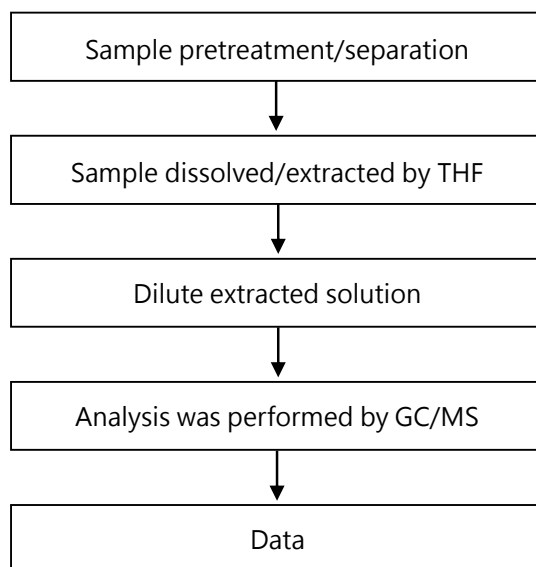 Sample pretreatment/separation
Sample dissolved/extracted by THF
Dilute extracted solution
Analysis was performed by GC/MS
Data